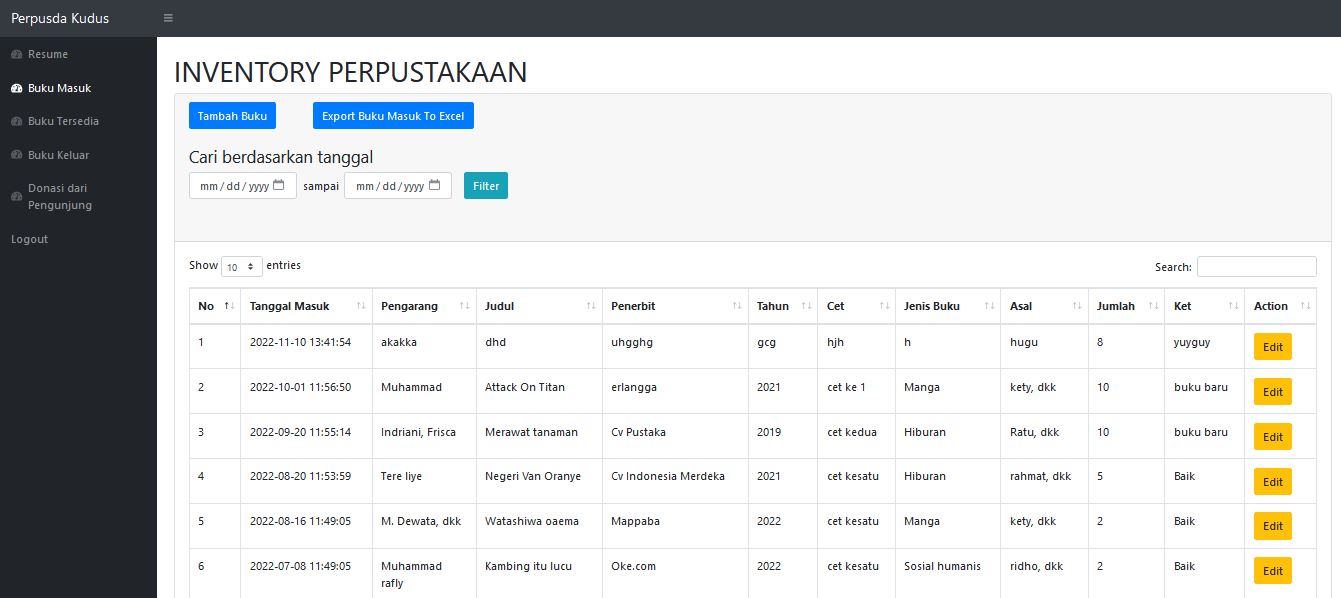 Perpusda Kudus
Resume
Buku Masuk
Buku Tersedia
Buku Keluar
Donasi dari
Pengunjung
Logout
INVENTORY PERPUSTAKAAN
Tambah Buku Export Buku Masuk To Excel
Cari berdasarkan tanggal
mm/dd/yyyy sampai mm/dd/yyyy Filter
Show 10 entries Search:
No Tanggal Masuk Pengarang Judul Penerbit Tahun Cet Jenis Buku Asal Jumlah Ket Action
1 2022-11-10 13:41:54 akakka dhd uhgghg gcg hjh h hugu 8 yuyguy Edit
2 2022-10-01 11:56:50 Muhammad Attack On Titan erlangga 2021 cet ke 1 Manga kety, dkk 10 buku baru Edit
3 2022-09-20 11:55:14 Indriani, Frisca Merawat tanaman Cv Pustaka 2019 cet kedua Hiburan Ratu, dkk 10 buku baru Edit
4 2022-08-20 11:53:59 Tere liye Negeri Van Oranye Cv Indonesia Merdeka 2021 cet kesatu Hiburan rahmat, dkk 5 Baik Edit
5 2022-08-16 11:49:05 M. Dewata, dkk Watashiwa oaema Mappaba 2022 cet kesatu Manga kety, dkk 2 Baik Edit
6 2022-07-08 11:49:05 Muhammad Kambing itu lucu Oke.com 2022 cet kesatu Sosial humanis ridho, dkk 2 Baik Edit
rafly